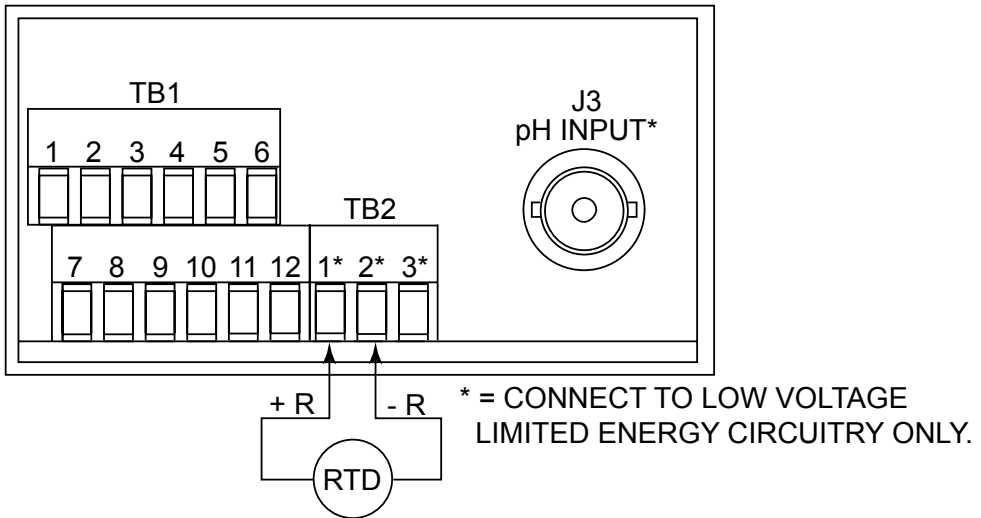 TB1
1 2 3 4 5 6
J3
pH INPUT*
TB2
7 8 9 10 11 12 1* 2* 3*
+ R
- R
RTD
* = CONNECT TO LOW VOLTAGE
LIMITED ENERGY CIRCUITRY ONLY.